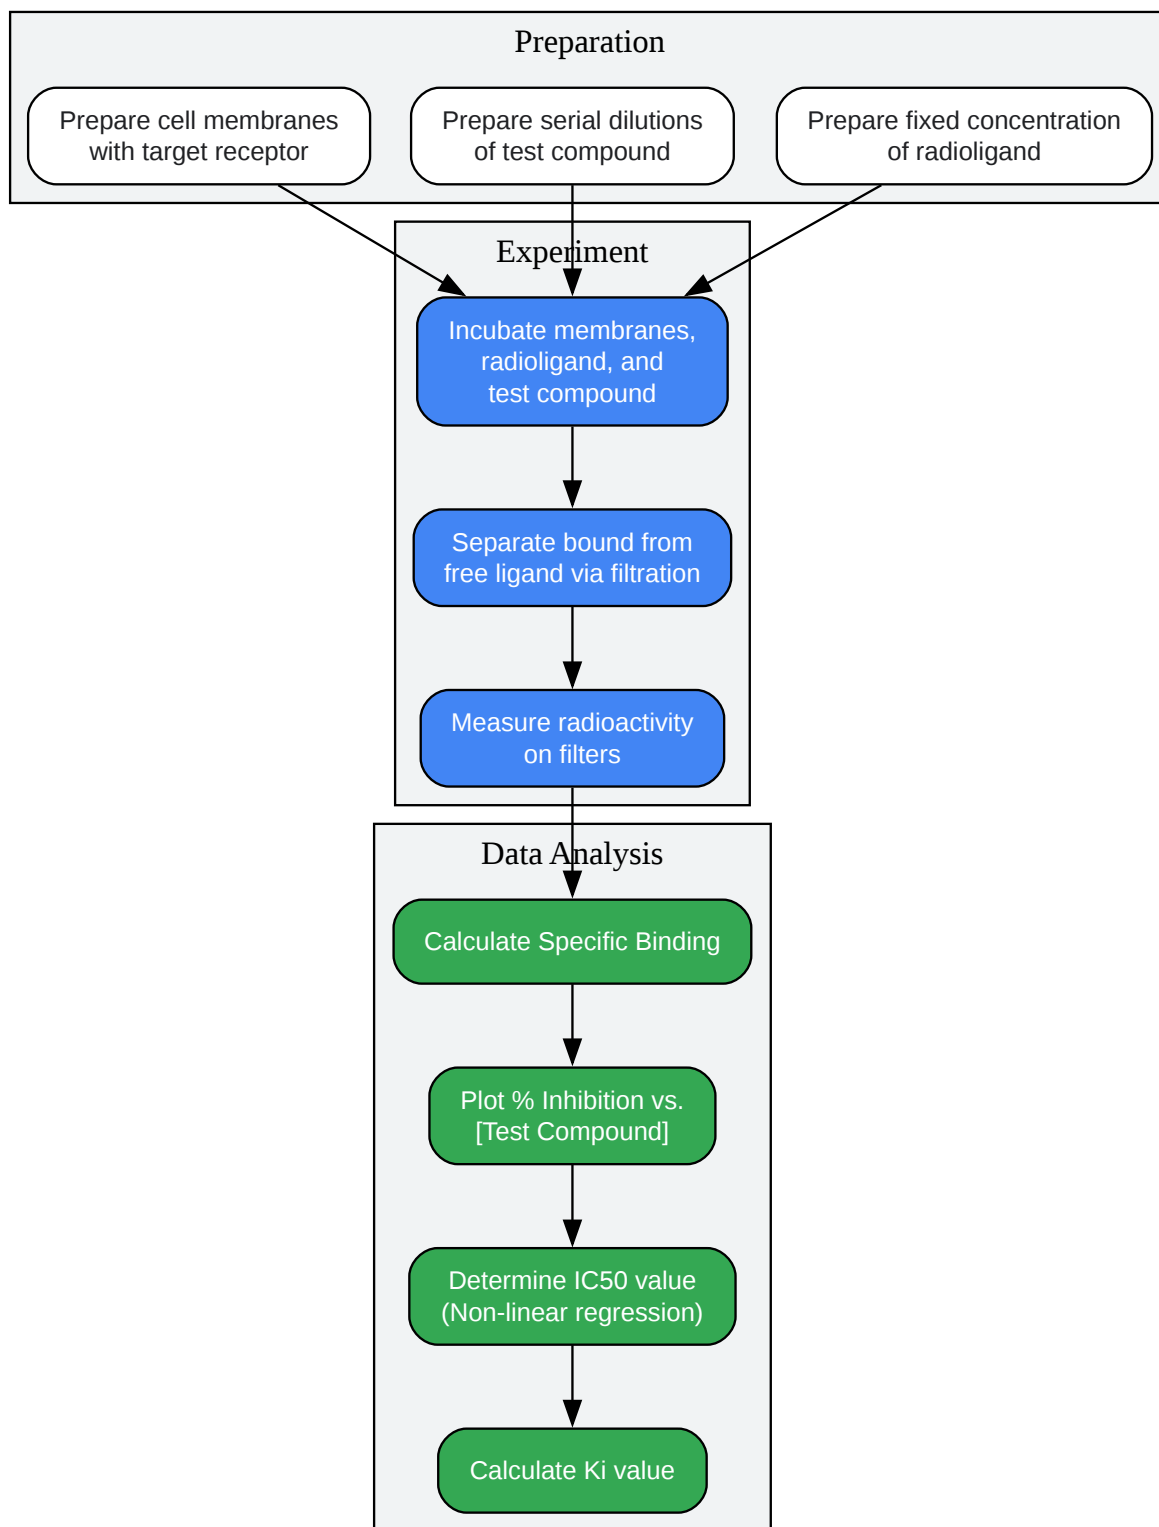 Preparation
Prepare cell membranes
with target receptor
Prepare serial dilutions
of test compound
Prepare fixed concentration
of radioligand
Experiment
Incubate membranes,
radioligand, and
test compound
Separate bound from
free ligand via filtration
Measure radioactivity
on filters
Data Analysis
Calculate Specific Binding
Plot % Inhibition vs.
[Test Compound]
Determine IC50 value
(Non-linear regression)
Calculate Ki value